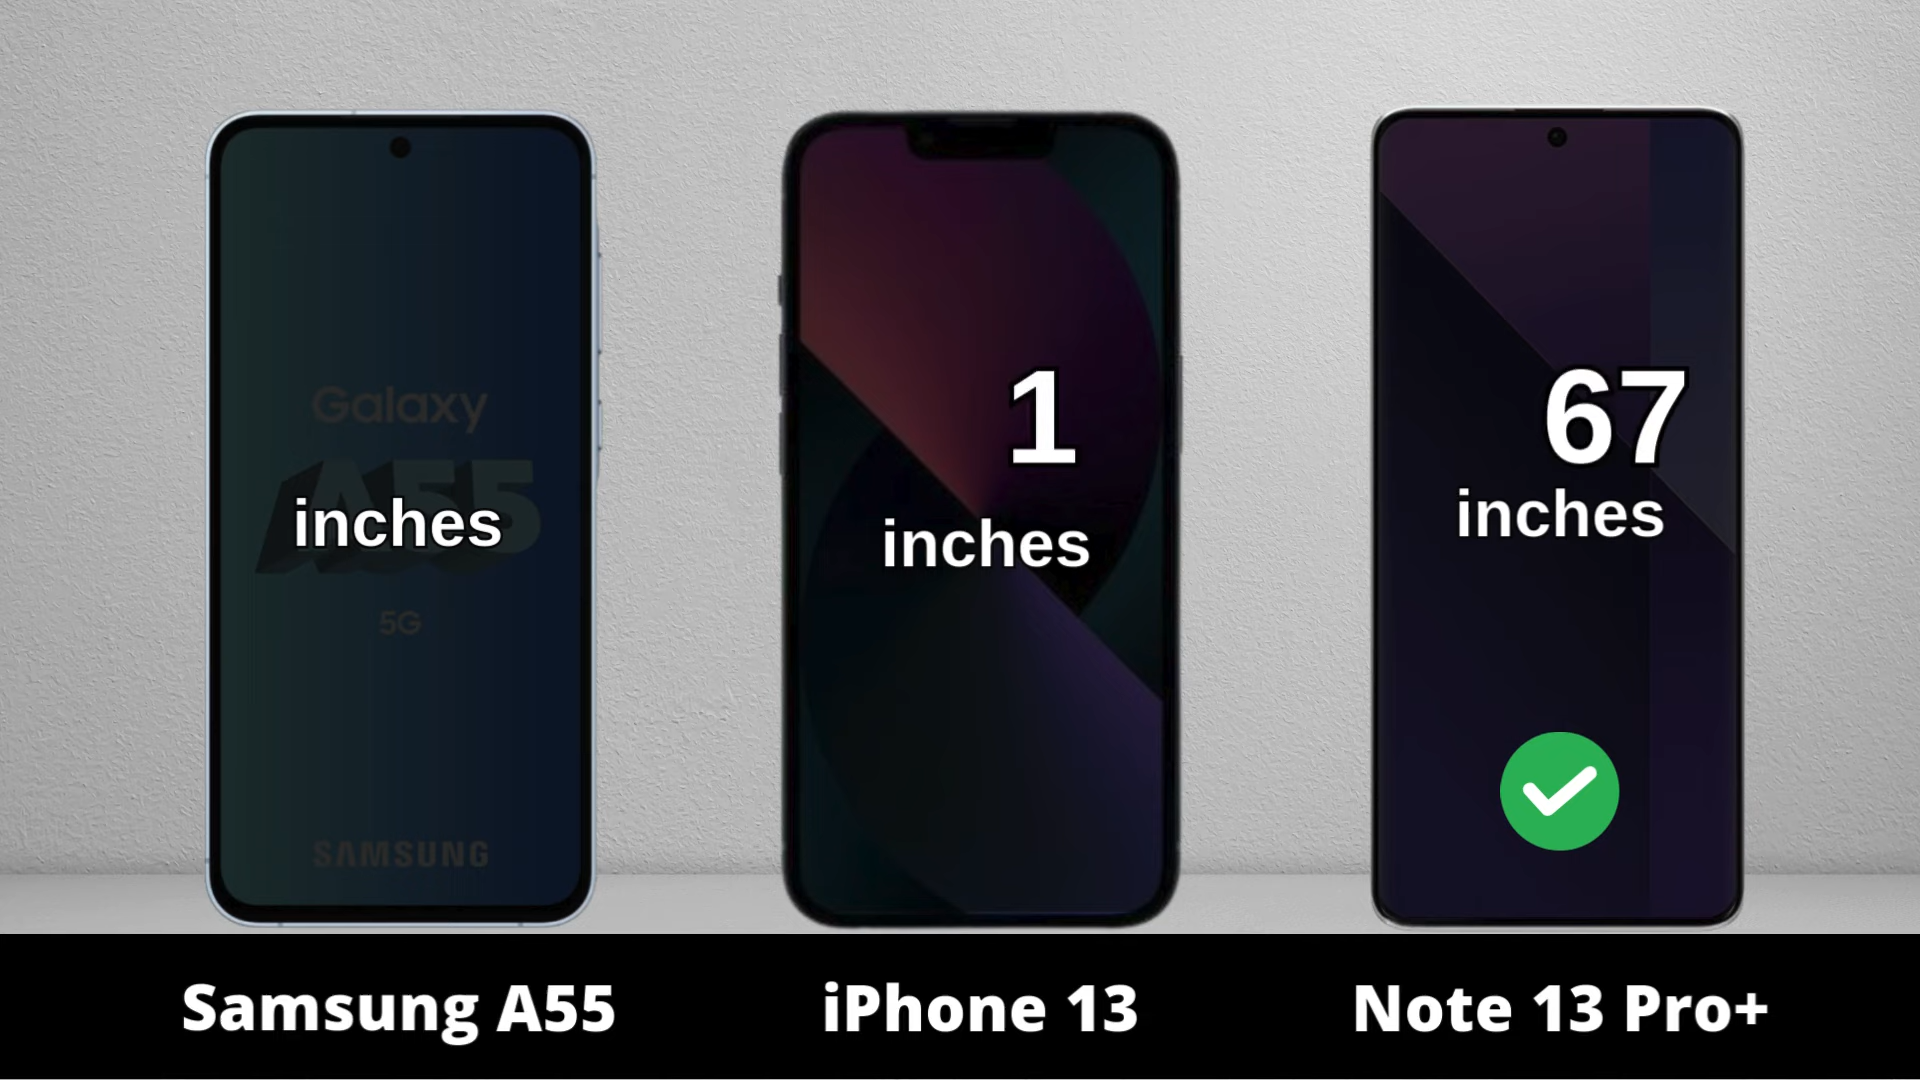 Galaxy
A55
inches
5G
SAMSUNG
1
inches
67
inches
Samsung A55
iPhone 13
Note 13 Pro+